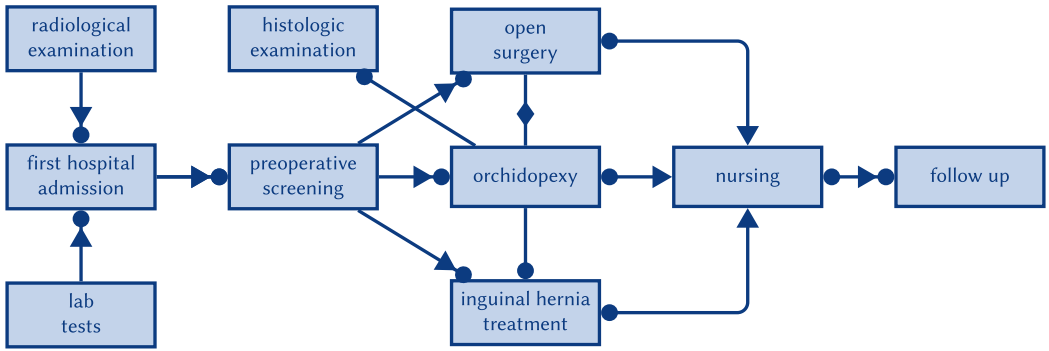 radiological
examination
histologic
examination
open
surgery
first hospital
admission
preoperative
screening
orchidopexy
nursing
follow up
lab
tests
inguinal hernia
treatment